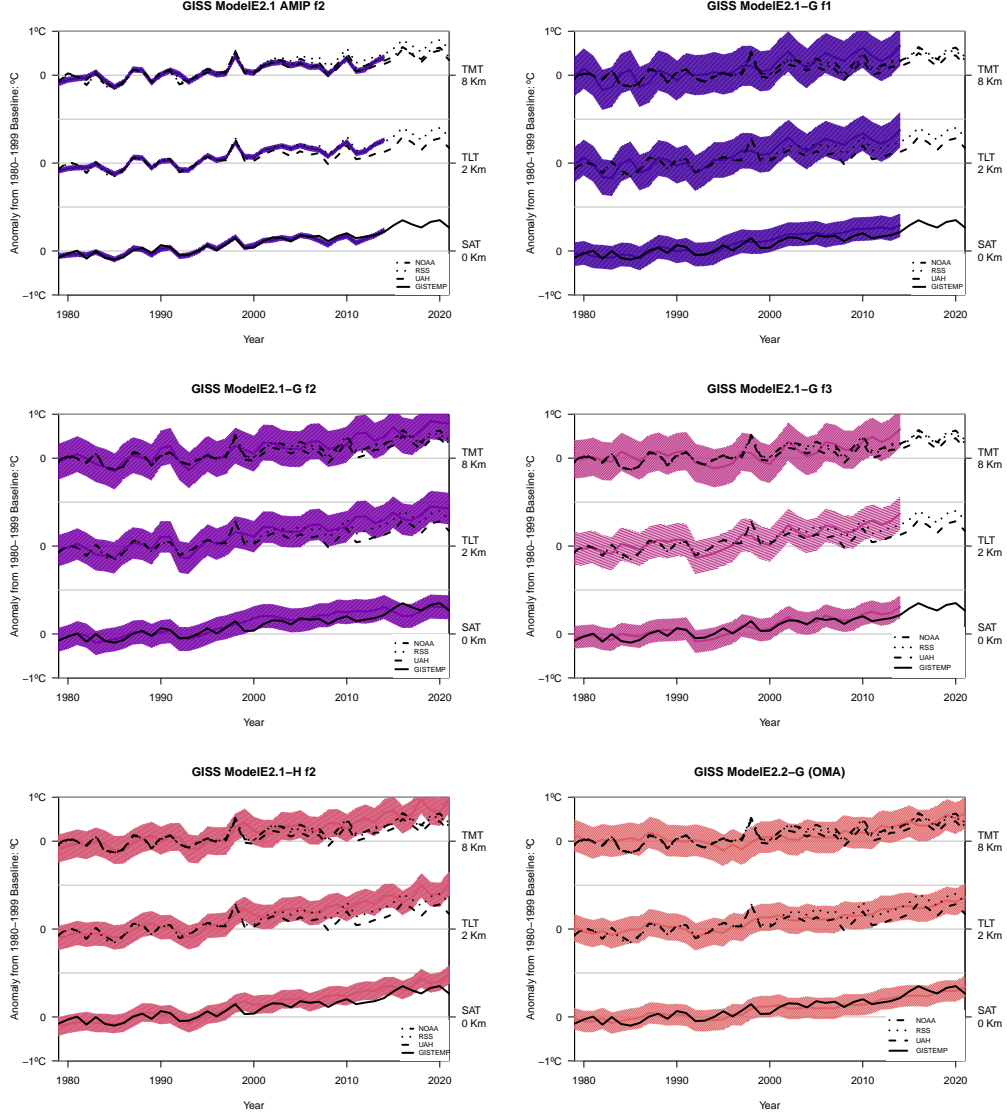 GISS ModelE2.1 AMIP f2
1ºC
0
0
0
−1ºC
Anomaly from 1980−1999 Baseline: ºC
TMT
8 Km
TLT
2 Km
SAT
0 Km
NOAA
RSS
UAH
GISTEMP
1980 1990 2000 2010 2020
Year
GISS ModelE2.1−G f1
1ºC
0
0
0
−1ºC
Anomaly from 1980−1999 Baseline: ºC
TMT
8 Km
TLT
2 Km
SAT
0 Km
NOAA
RSS
UAH
GISTEMP
1980 1990 2000 2010 2020
Year
GISS ModelE2.1−G f2
1ºC
0
0
0
−1ºC
Anomaly from 1980−1999 Baseline: ºC
TMT
8 Km
TLT
2 Km
SAT
0 Km
NOAA
RSS
UAH
GISTEMP
1980 1990 2000 2010 2020
Year
GISS ModelE2.1−G f3
1ºC
0
0
0
−1ºC
Anomaly from 1980−1999 Baseline: ºC
TMT
8 Km
TLT
2 Km
SAT
0 Km
NOAA
RSS
UAH
GISTEMP
1980 1990 2000 2010 2020
Year
GISS ModelE2.1−H f2
1ºC
0
0
0
−1ºC
Anomaly from 1980−1999 Baseline: ºC
TMT
8 Km
TLT
2 Km
SAT
0 Km
NOAA
RSS
UAH
GISTEMP
1980 1990 2000 2010 2020
Year
GISS ModelE2.2−G (OMA)
1ºC
0
0
0
−1ºC
Anomaly from 1980−1999 Baseline: ºC
TMT
8 Km
TLT
2 Km
SAT
0 Km
NOAA
RSS
UAH
GISTEMP
1980 1990 2000 2010 2020
Year